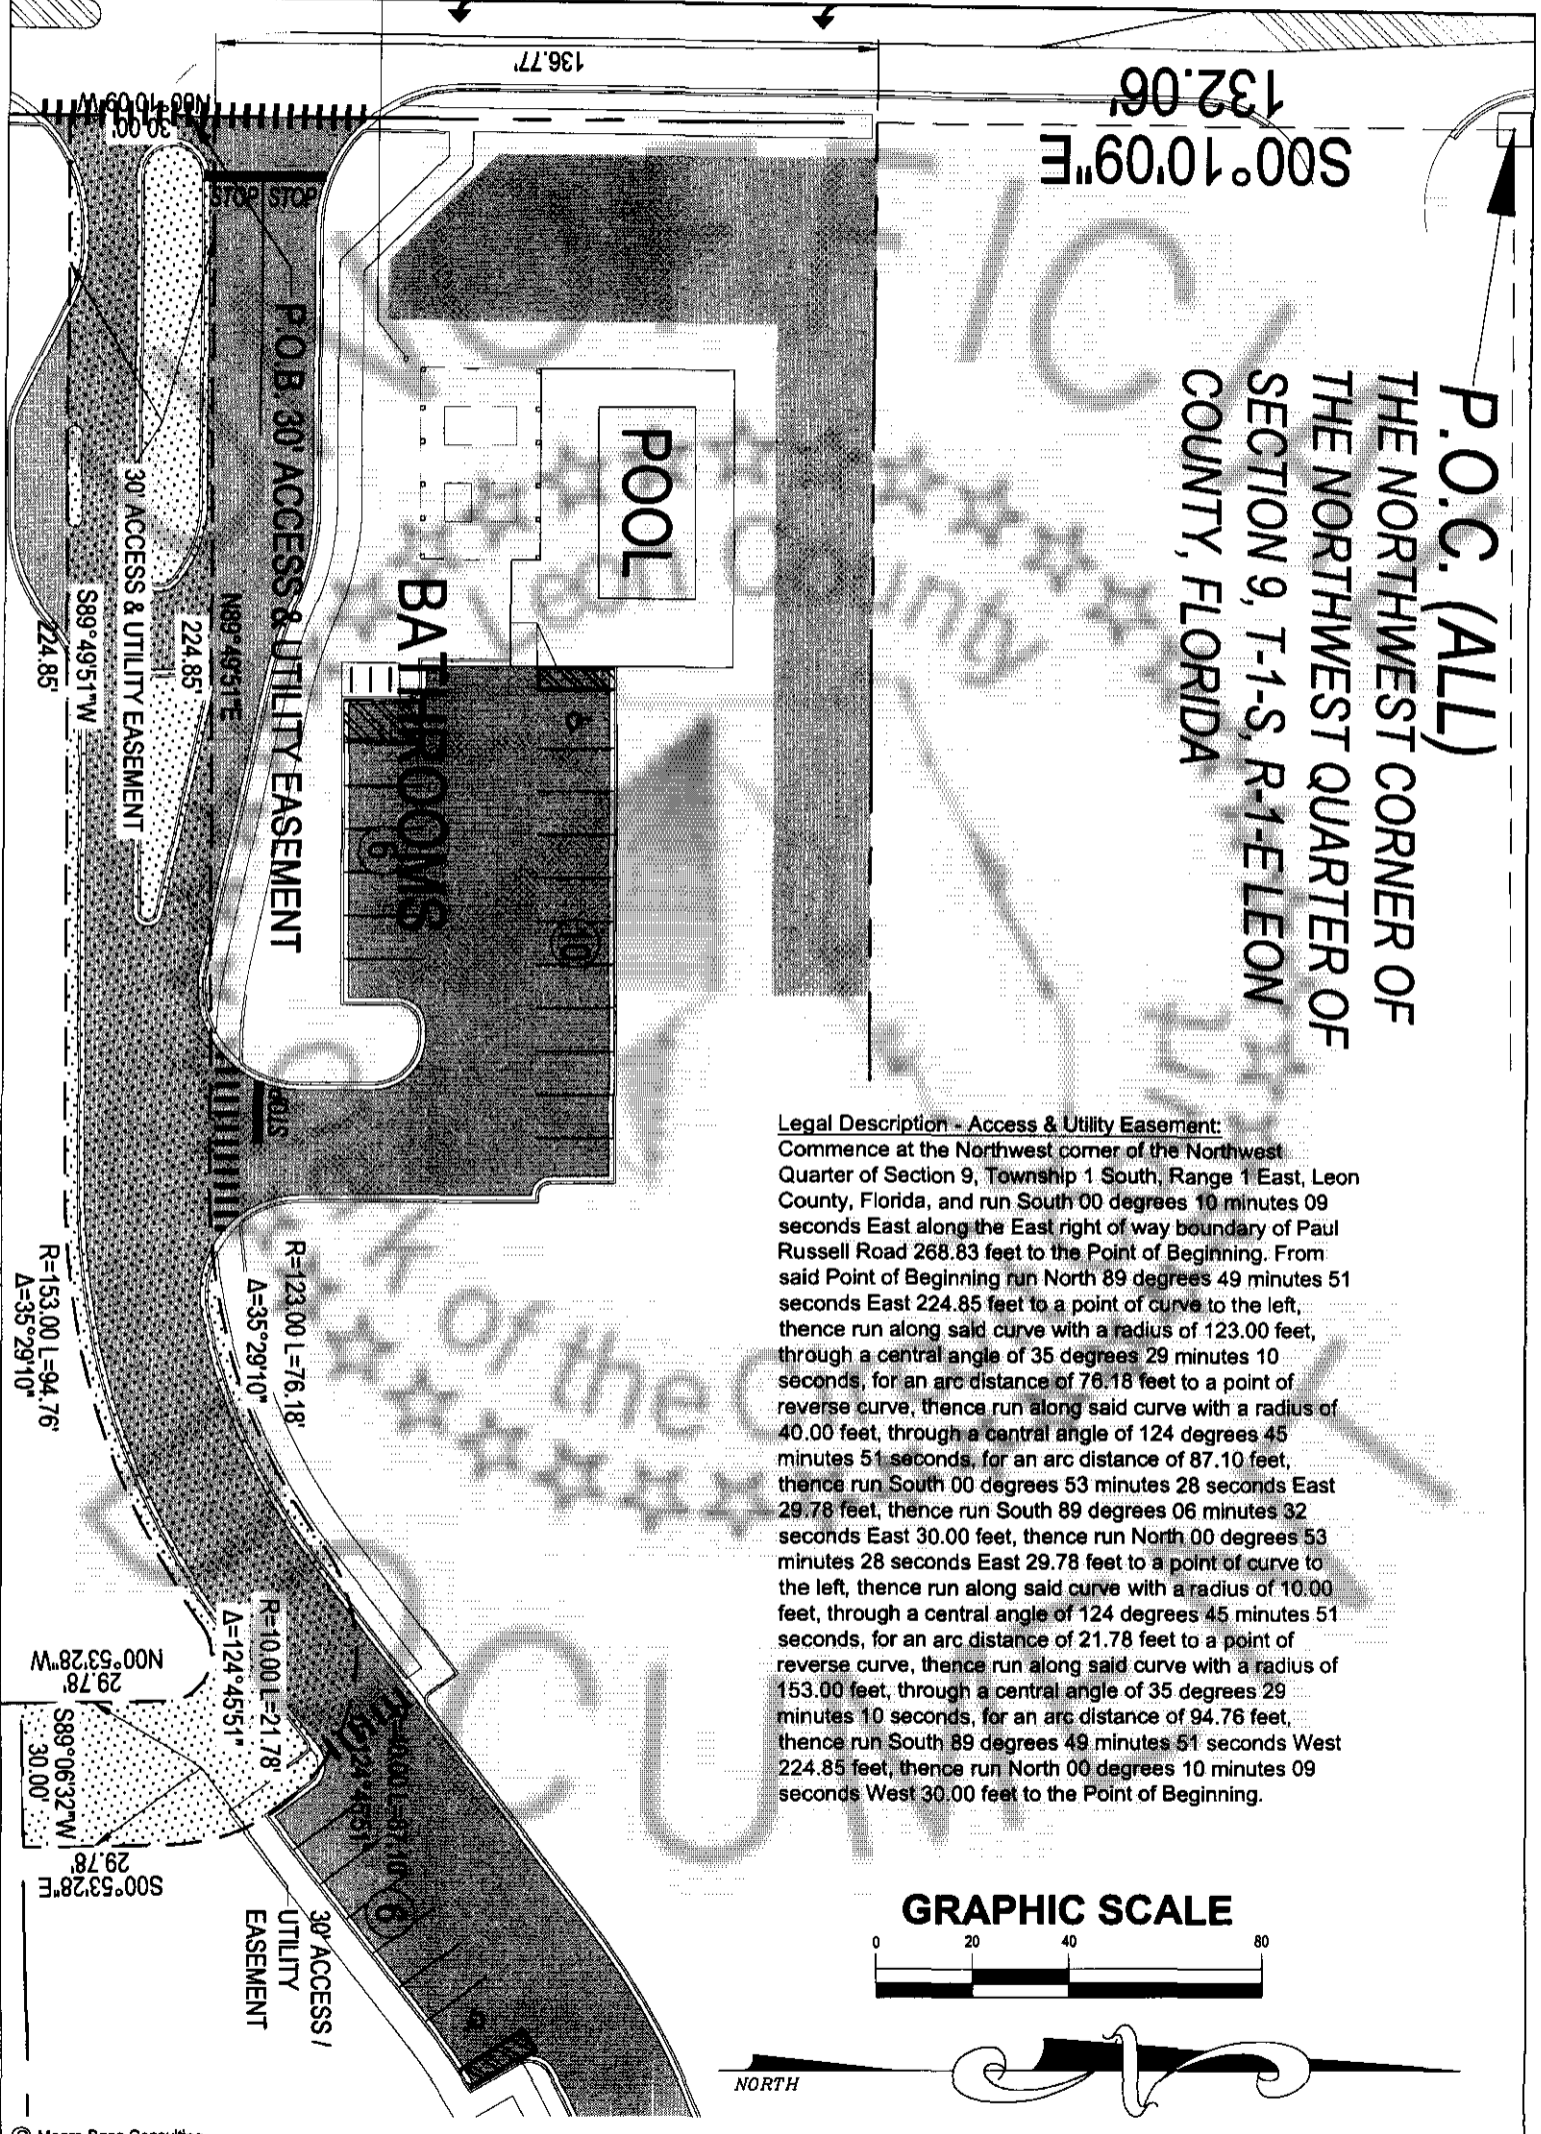 136.77'
S00°10'09"E
132.06'
P.O.C. (ALL)
THE NORTHWEST CORNER OF
THE NORTHWEST QUARTER OF
SECTION 9, T-1-S, R-1-E LEON
COUNTY, FLORIDA
N00°10'09"W
30.00'
STOP STOP
P.O.B. 30' ACCESS & UTILITY EASEMENT
POOL
BATHROOMS
30' ACCESS & UTILITY EASEMENT
N89°49'51"E
224.85'
S89°49'51"W
224.85'
6
10
STOP
R=123.00 L=76.18'
Δ=35°29'10"
R=153.00 L=94.76'
Δ=35°29'10"
Legal Description - Access & Utility Easement:
Commence at the Northwest corner of the Northwest
Quarter of Section 9, Township 1 South, Range 1 East, Leon
County, Florida, and run South 00 degrees 10 minutes 09
seconds East along the East right of way boundary of Paul
Russell Road 268.83 feet to the Point of Beginning. From
said Point of Beginning run North 89 degrees 49 minutes 51
seconds East 224.85 feet to a point of curve to the left,
thence run along said curve with a radius of 123.00 feet,
through a central angle of 35 degrees 29 minutes 10
seconds, for an arc distance of 76.18 feet to a point of
reverse curve, thence run along said curve with a radius of
40.00 feet, through a central angle of 124 degrees 45
minutes 51 seconds, for an arc distance of 87.10 feet,
thence run South 00 degrees 53 minutes 28 seconds East
29.78 feet, thence run South 89 degrees 06 minutes 32
seconds East 30.00 feet, thence run North 00 degrees 53
minutes 28 seconds East 29.78 feet to a point of curve to
the left, thence run along said curve with a radius of 10.00
feet, through a central angle of 124 degrees 45 minutes 51
seconds, for an arc distance of 21.78 feet to a point of
reverse curve, thence run along said curve with a radius of
153.00 feet, through a central angle of 35 degrees 29
minutes 10 seconds, for an arc distance of 94.76 feet,
thence run South 89 degrees 49 minutes 51 seconds West
224.85 feet, thence run North 00 degrees 10 minutes 09
seconds West 30.00 feet to the Point of Beginning.
R=10.00 L=21.78'
Δ=124°45'51"
N00°53'28"W
29.78'
S89°06'32"W
30.00'
S00°53'28"E
29.78'
R=40.00 L=87.10'
Δ=124°45'51"
6
30' ACCESS /
UTILITY
EASEMENT
GRAPHIC SCALE
0 20 40 80
NORTH
Leon County
of the